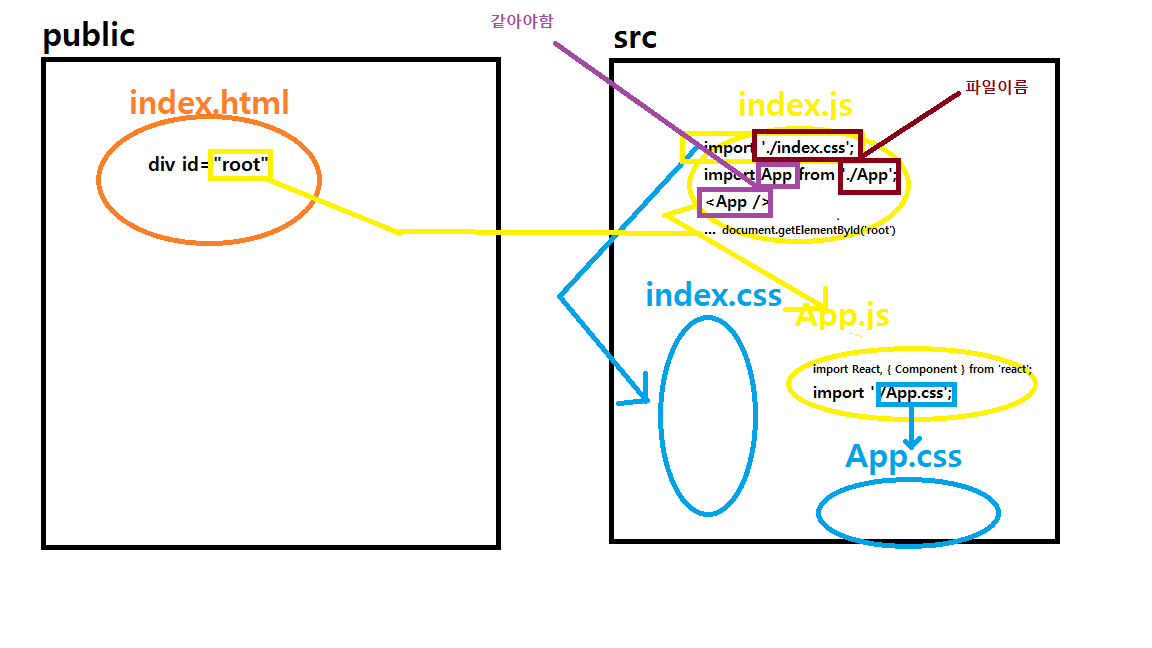 같아야함
public
src
index.html
index.js
파일이름
div id="root"
import './index.css';
import App from './App';
<App />
... document.getElementById('root')
index.css
App.js
import React, { Component } from 'react';
import './App.css';
App.css